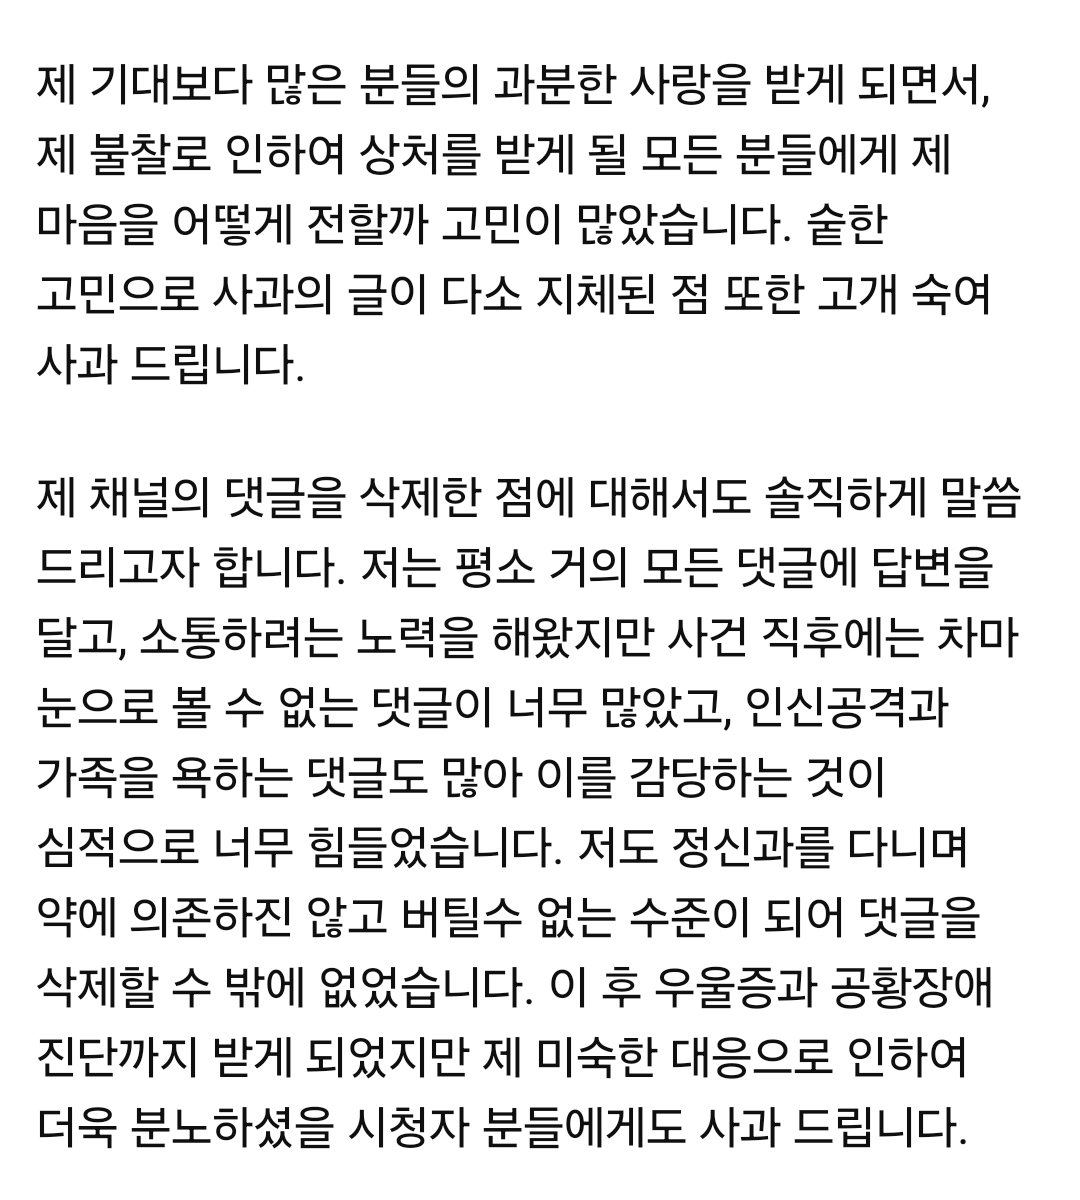 제 기대보다 많은 분들의 과분한 사랑을 받게 되면서,
제 불찰로 인하여 상처를 받게 될 모든 분들에게 제
마음을 어떻게 전할까 고민이 많았습니다. 숱한
고민으로 사과의 글이 다소 지체된 점 또한 고개 숙여
사과 드립니다.

제 채널의 댓글을 삭제한 점에 대해서도 솔직하게 말씀
드리고자 합니다. 저는 평소 거의 모든 댓글에 답변을
달고, 소통하려는 노력을 해왔지만 사건 직후에는 차마
눈으로 볼 수 없는 댓글이 너무 많았고, 인신공격과
가족을 욕하는 댓글도 많아 이를 감당하는 것이
심적으로 너무 힘들었습니다. 저도 정신과를 다니며
약에 의존하진 않고 버틸수 없는 수준이 되어 댓글을
삭제할 수 밖에 없었습니다. 이 후 우울증과 공황장애
진단까지 받게 되었지만 제 미숙한 대응으로 인하여
더욱 분노하셨을 시청자 분들에게도 사과 드립니다.